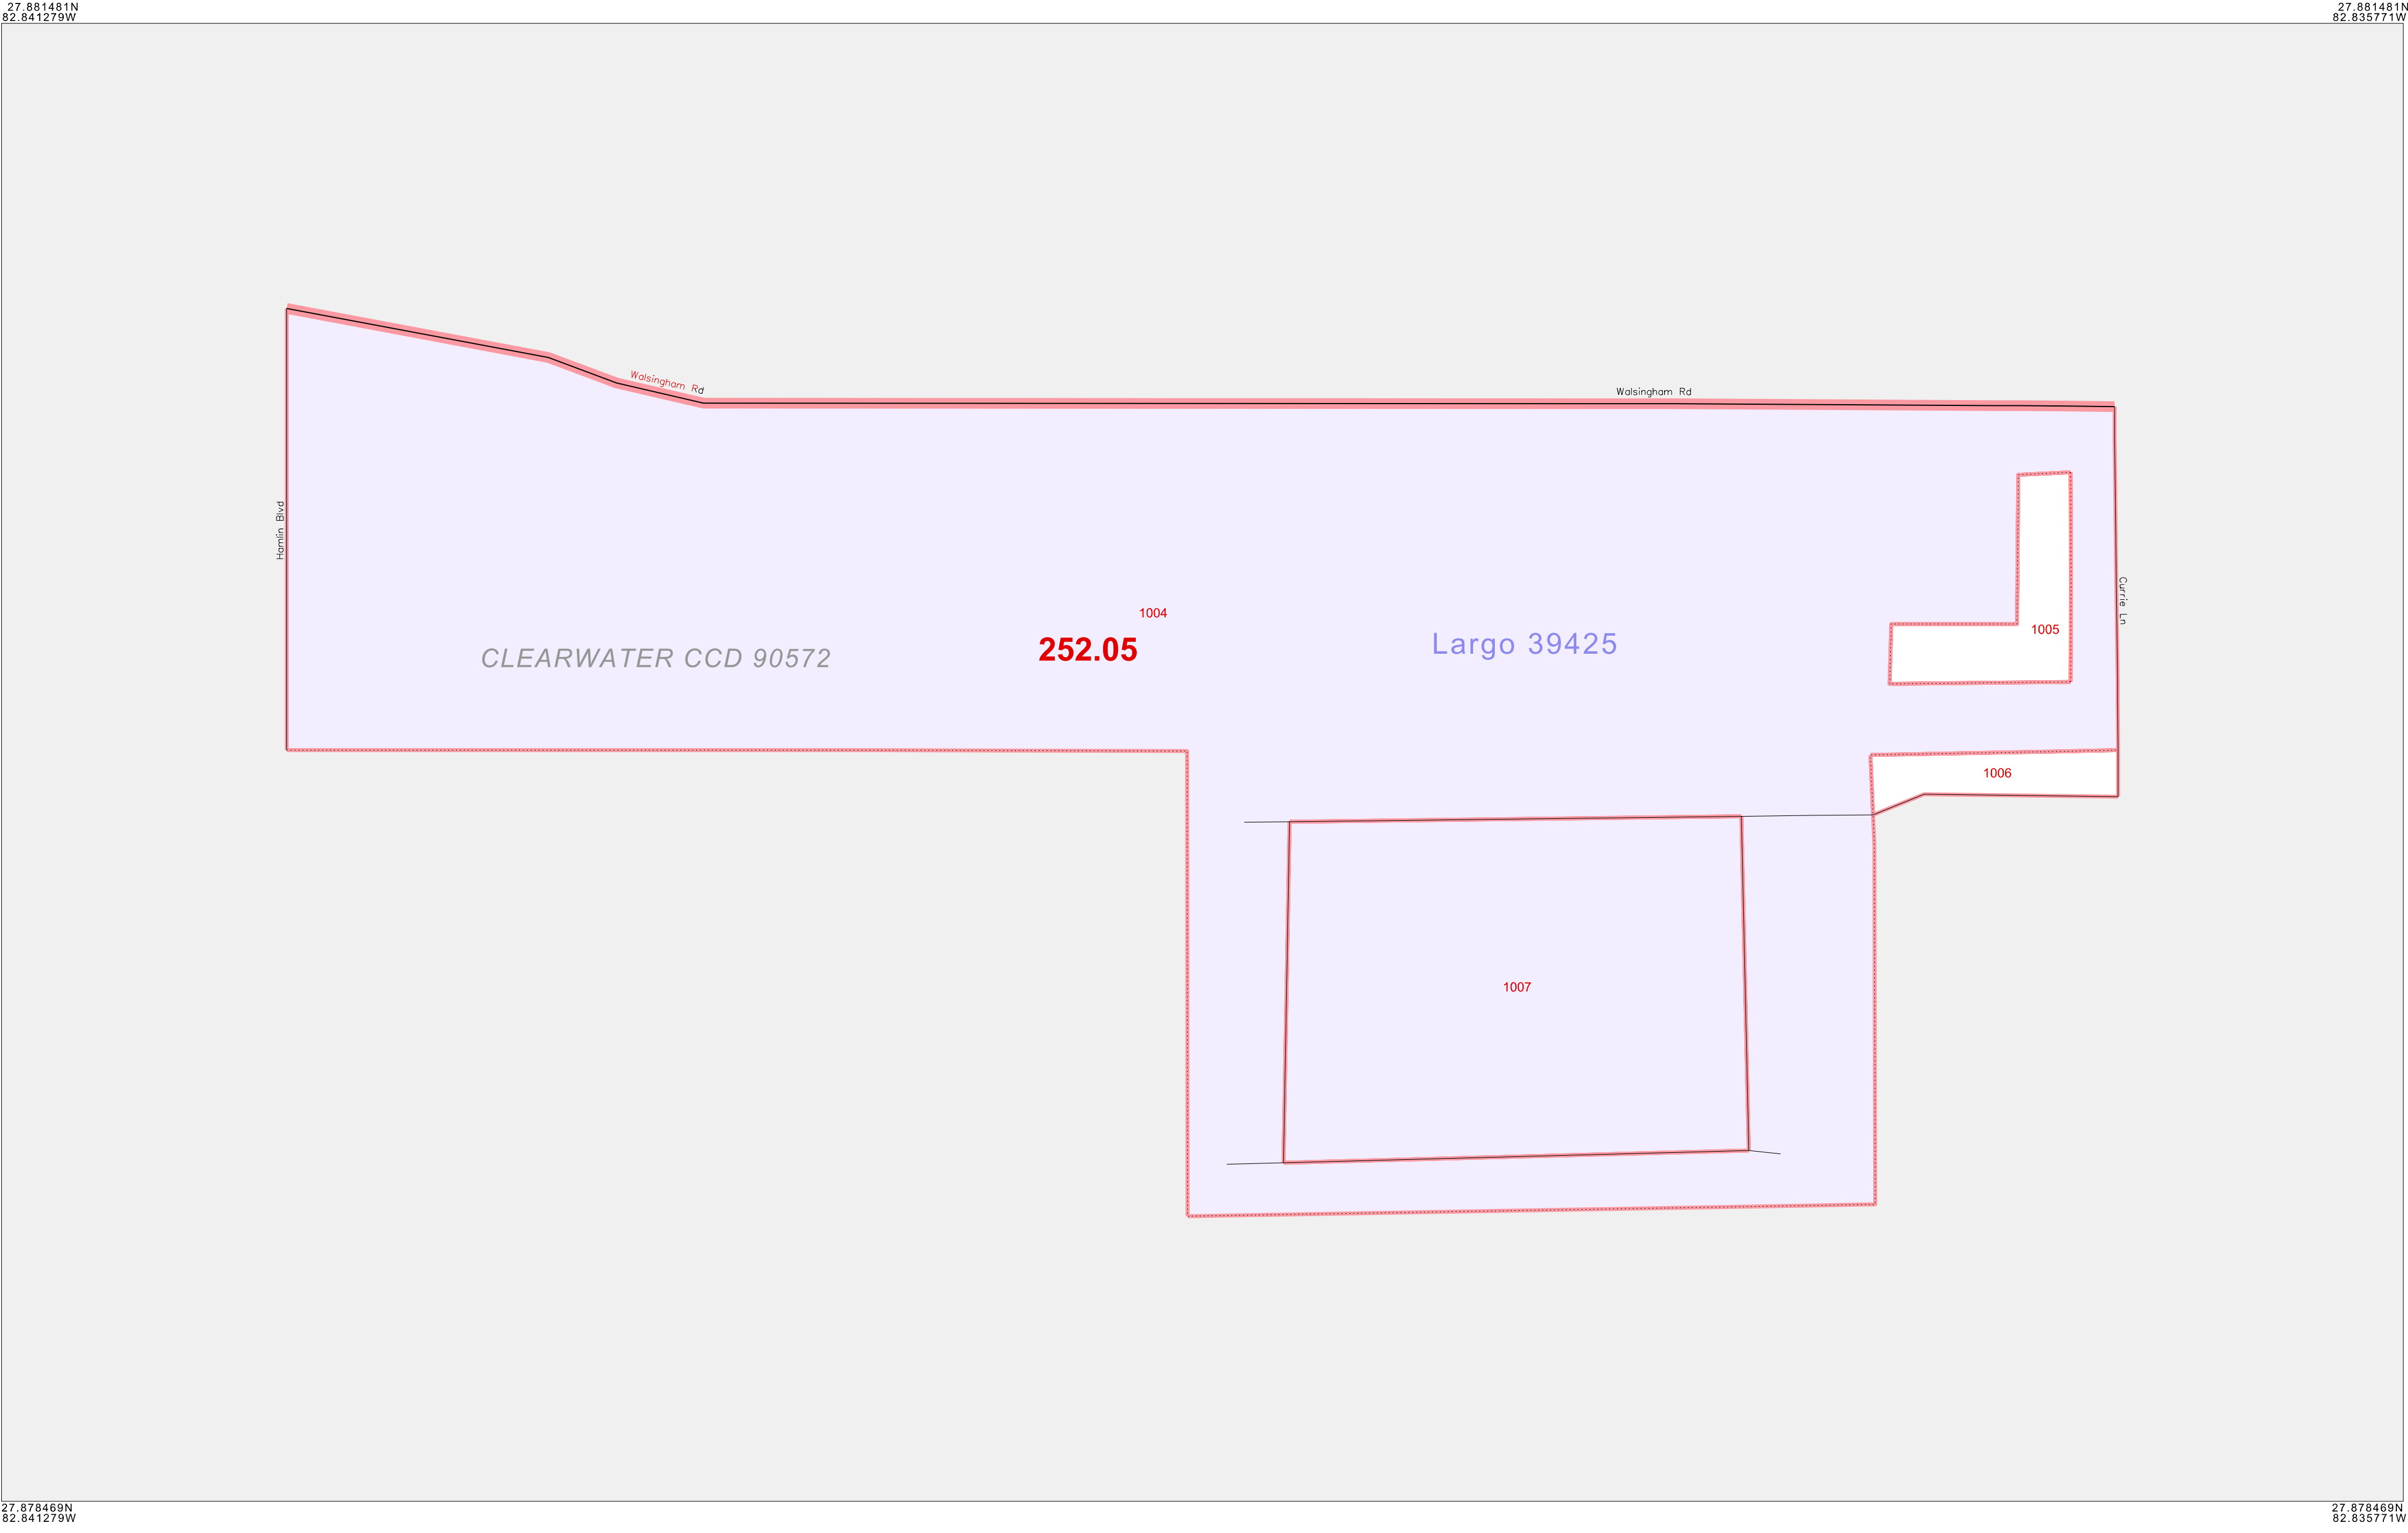 27.881481N
82.841279W
27.881481N
82.835771W
Walsingham Rd
Walsingham Rd
Hamlin Blvd
Currie Ln
1004
1005
252.05
Largo 39425
CLEARWATER CCD 90572
1006
1007
27.878469N
82.841279W
27.878469N
82.835771W